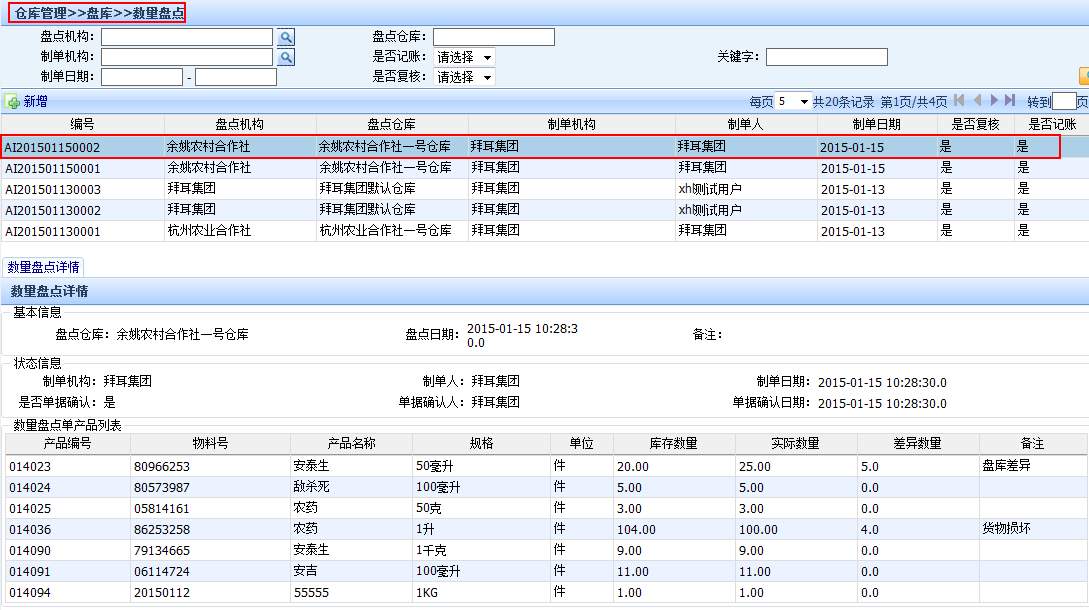 仓库管理>>盘库>>数量盘点
盘点机构： 盘点仓库：
制单机构： 是否记账： 请选择 关键字：
制单日期： - 是否复核： 请选择
新增 每页 5 共20条记录 第1页/共4页 转到 页
编号 盘点机构 盘点仓库 制单机构 制单人 制单日期 是否复核 是否记账
AI201501150002 余姚农村合作社 余姚农村合作社一号仓库 拜耳集团 拜耳集团 2015-01-15 是 是
AI201501150001 余姚农村合作社 余姚农村合作社一号仓库 拜耳集团 拜耳集团 2015-01-15 是 是
AI201501130003 拜耳集团 拜耳集团默认仓库 拜耳集团 xh测试用户 2015-01-13 是 是
AI201501130002 拜耳集团 拜耳集团默认仓库 拜耳集团 xh测试用户 2015-01-13 是 是
AI201501130001 杭州农业合作社 杭州农业合作社一号仓库 拜耳集团 拜耳集团 2015-01-13 是 是
数量盘点详情
数量盘点详情
基本信息
盘点仓库： 余姚农村合作社一号仓库 盘点日期： 2015-01-15 10:28:3 备注：
0.0
状态信息
制单机构： 拜耳集团 制单人： 拜耳集团 制单日期： 2015-01-15 10:28:30.0
是否单据确认： 是 单据确认人： 拜耳集团 单据确认日期： 2015-01-15 10:28:30.0
数量盘点单产品列表
产品编号 物料号 产品名称 规格 单位 库存数量 实际数量 差异数量 备注
014023 80966253 安泰生 50毫升 件 20.00 25.00 5.0 盘库差异
014024 80573987 敌杀死 100毫升 件 5.00 5.00 0.0
014025 05814161 农药 50克 件 3.00 3.00 0.0
014036 86253258 农药 1升 件 104.00 100.00 4.0 货物损坏
014090 79134665 安泰生 1千克 件 9.00 9.00 0.0
014091 06114724 安吉 100毫升 件 11.00 11.00 0.0
014094 20150112 55555 1KG 件 1.00 1.00 0.0